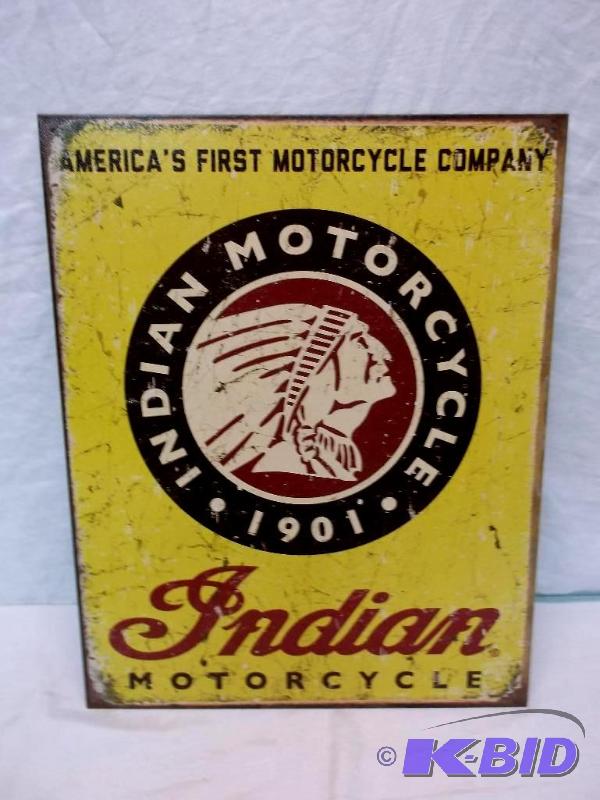 AMERICA'S FIRST MOTORCYCLE COMPANY
INDIAN MOTORCYCLE
• 1901 •
Indian®
MOTORCYCLE
© K-BID